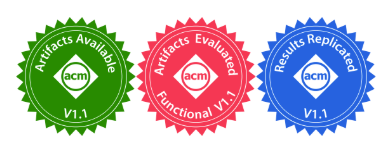 Artifacts Available
acm
V1.1
Artifacts Evaluated
acm
Functional V1.1
Results Replicated
acm
V1.1